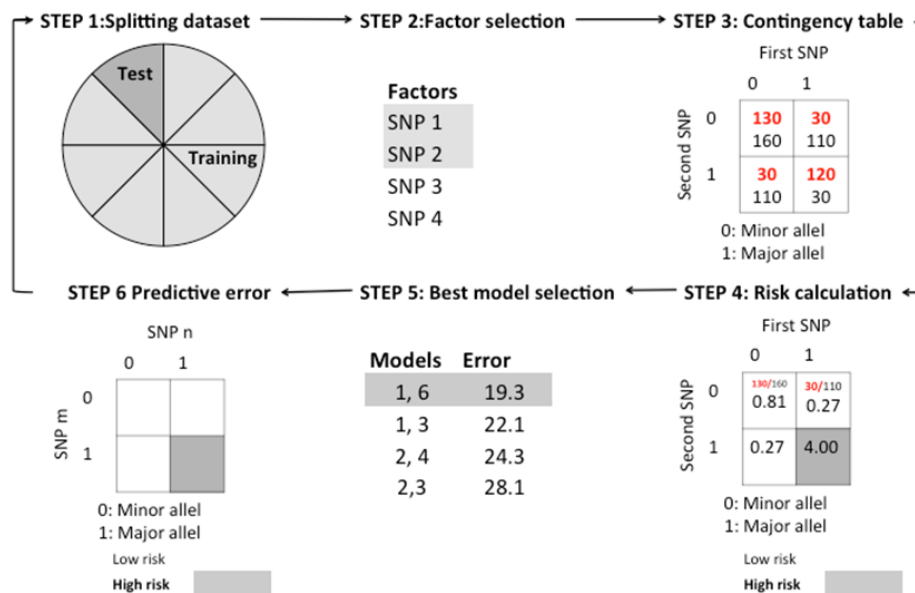 STEP 1:Splitting dataset
Test
Training
STEP 2:Factor selection
Factors
SNP 1
SNP 2
SNP 3
SNP 4
STEP 3: Contingency table
First SNP
0 1
Second SNP
0
130 30
160 110
1
30 120
110 30
0: Minor allel
1: Major allel
STEP 4: Risk calculation
First SNP
0 1
Second SNP
0
130/160 30/110
0.81 0.27
1
0.27 4.00
0: Minor allel
1: Major allel
Low risk
High risk
STEP 5: Best model selection
Models Error
1, 6 19.3
1, 3 22.1
2, 4 24.3
2,3 28.1
STEP 6 Predictive error
SNP n
0 1
SNP m
0
1
0: Minor allel
1: Major allel
Low risk
High risk